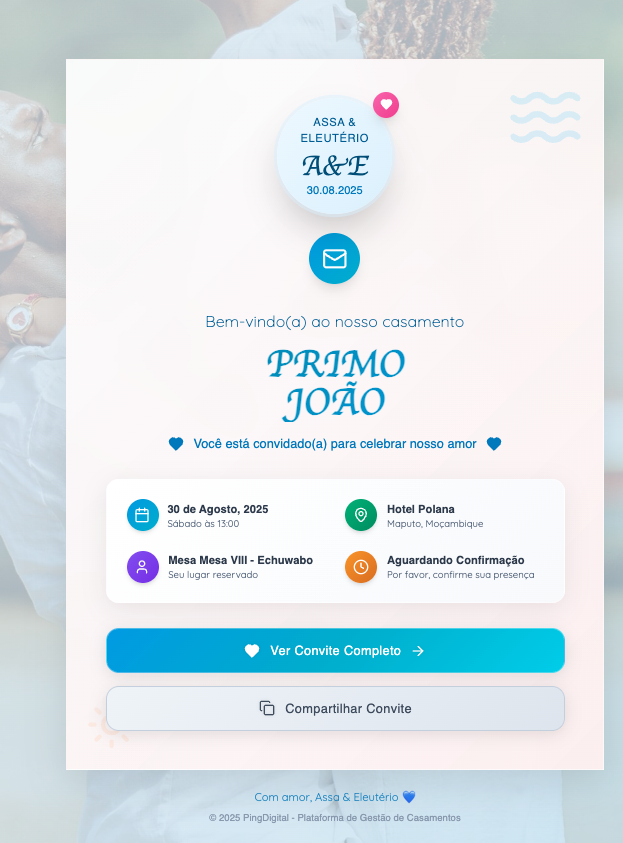 ASSA &
ELEUTÉRIO
A&E
30.08.2025
Bem-vindo(a) ao nosso casamento
PRIMO
JOÃO
Você está convidado(a) para celebrar nosso amor
30 de Agosto, 2025
Sábado às 13:00
Hotel Polana
Maputo, Moçambique
Mesa Mesa VIII - Echuwabo
Seu lugar reservado
Aguardando Confirmação
Por favor, confirme sua presença
Ver Convite Completo
Compartilhar Convite
Com amor, Assa & Eleutério 💙
© 2025 PingDigital - Plataforma de Gestão de Casamentos